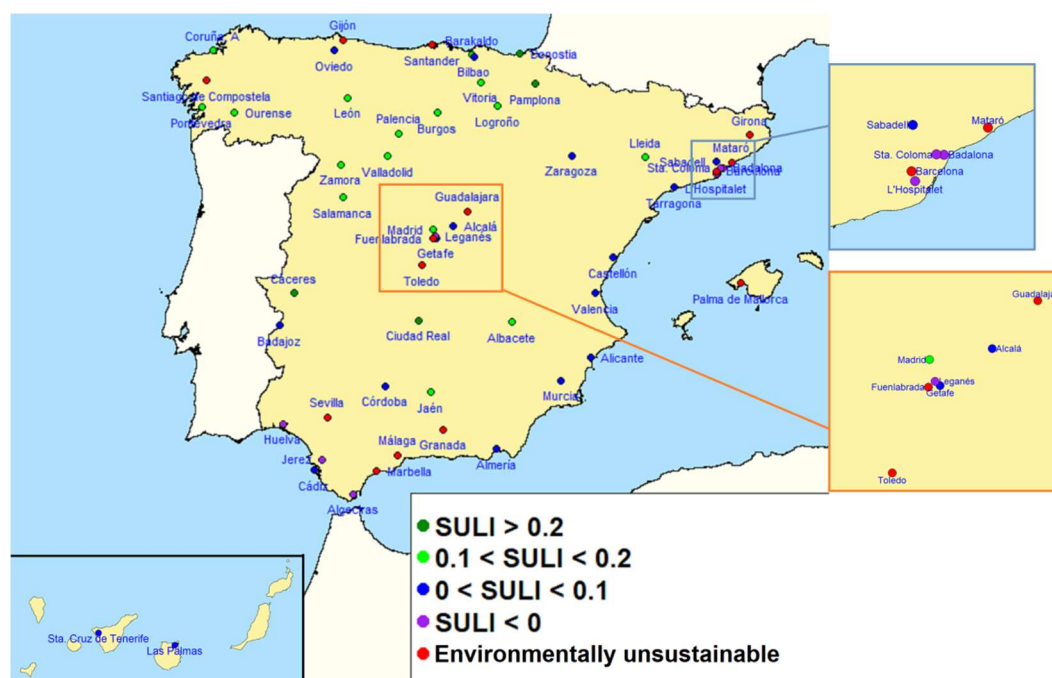 Gijón
Coruña, A
Barakaldo
Donostia
Oviedo
Santander
Bilbao
Santiago de Compostela
Vitoria
Pamplona
Pontevedra
Ourense
León
Palencia
Burgos
Logroño
Girona
Lleida
Mataró
Sabadell
Zamora
Valladolid
Zaragoza
Sta. Coloma
Badalona
Barcelona
L'Hospitalet
Salamanca
Tarragona
Guadalajara
Madrid
Alcalá
Fuenlabrada
Leganés
Getafe
Toledo
Castellón
Cáceres
Palma de Mallorca
Valencia
Badajoz
Ciudad Real
Albacete
Alicante
Córdoba
Jaén
Murcia
Sevilla
Huelva
Málaga
Granada
Jerez
Almería
Cádiz
Marbella
Algeciras
Sabadell
Mataró
Sta. Coloma
Badalona
Barcelona
L'Hospitalet
Guadalaja
Alcalá
Madrid
Leganés
Fuenlabrada
Getafe
Toledo
SULI > 0.2
0.1 < SULI < 0.2
0 < SULI < 0.1
SULI < 0
Environmentally unsustainable
Sta. Cruz de Tenerife
Las Palmas